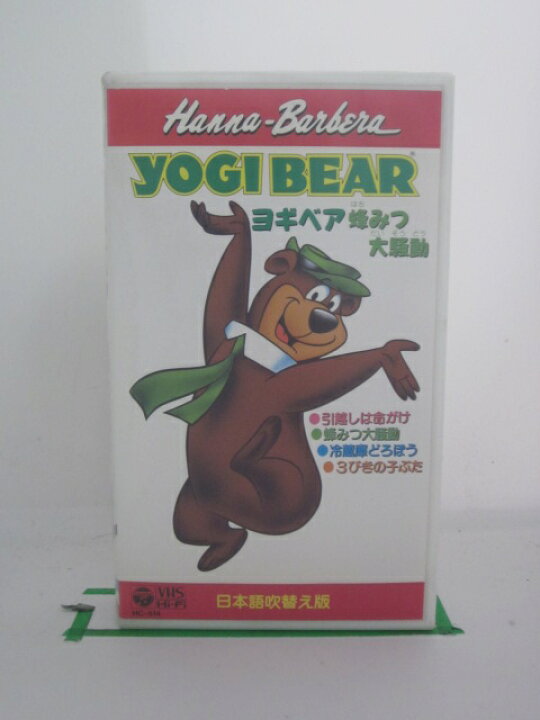 Hanna-Barbera
YOGI BEAR
ヨギベア 蜂みつ
大騒動
●引越しは命がけ
●蜂みつ大騒動
●冷蔵庫どろぼう
●3びきの子ぶた
VHS
Hi-Fi
日本語吹替え版